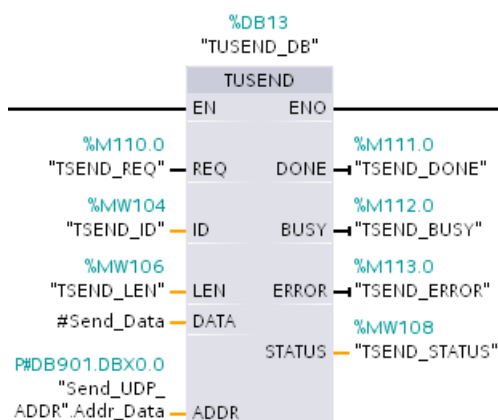 %DB13
"TUSEND_DB"
TUSEND
EN ENO
%M110.0 %M111.0
"TSEND_REQ" REQ DONE "TSEND_DONE"
%MW104 %M112.0
"TSEND_ID" ID BUSY "TSEND_BUSY"
%MW106 %M113.0
"TSEND_LEN" LEN ERROR "TSEND_ERROR"
#Send_Data DATA %MW108
STATUS "TSEND_STATUS"
P#DB901.DBX0.0
"Send_UDP_
ADDR".Addr_Data ADDR